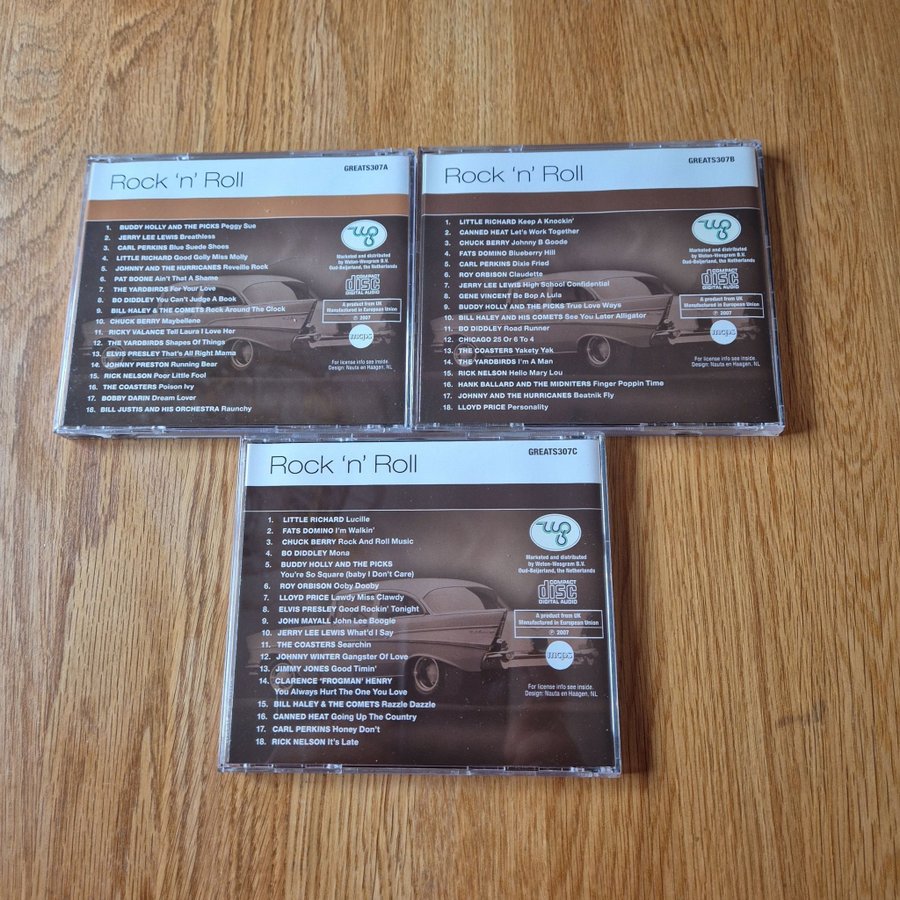 Rock 'n' Roll
GREATS307A
1. BUDDY HOLLY AND THE PICKS Peggy Sue
2. JERRY LEE LEWIS Breathless
3. CARL PERKINS Blue Suede Shoes
4. LITTLE RICHARD Good Golly Miss Molly
5. JOHNNY AND THE HURRICANES Reveille Rock
6. PAT BOONE Ain't That A Shame
7. THE YARDBIRDS For Your Love
8. BO DIDDLEY You Can't Judge A Book
9. BILL HALEY & THE COMETS Rock Around The Clock
10. CHUCK BERRY Maybellene
11. RICKY VALANCE Tell Laura I Love Her
12. THE YARDBIRDS Shapes Of Things
13. ELVIS PRESLEY That's All Right Mama
14. JOHNNY PRESTON Running Bear
15. RICK NELSON Poor Little Fool
16. THE COASTERS Poison Ivy
17. BOBBY DARIN Dream Lover
18. BILL JUSTIS AND HIS ORCHESTRA Raunchy
WG
Marketed and distributed
by Weton-Wesgram B.V.
Oud-Beijerland, the Netherlands
COMPACT
disc
DIGITAL AUDIO
A product from UK
Manufactured in European Union
℗ 2007
mcps
For license info see inside.
Design: Nauta en Haagen, NL
Rock 'n' Roll
GREATS307B
1. LITTLE RICHARD Keep A Knockin'
2. CANNED HEAT Let's Work Together
3. CHUCK BERRY Johnny B Goode
4. FATS DOMINO Blueberry Hill
5. CARL PERKINS Dixie Fried
6. ROY ORBISON Claudette
7. JERRY LEE LEWIS High School Confidential
8. GENE VINCENT Be Bop A Lula
9. BUDDY HOLLY AND THE PICKS True Love Ways
10. BILL HALEY AND HIS COMETS See You Later Alligator
11. BO DIDDLEY Road Runner
12. CHICAGO 25 Or 6 To 4
13. THE COASTERS Yakety Yak
14. THE YARDBIRDS I'm A Man
15. RICK NELSON Hello Mary Lou
16. HANK BALLARD AND THE MIDNITERS Finger Poppin Time
17. JOHNNY AND THE HURRICANES Beatnik Fly
18. LLOYD PRICE Personality
WG
Marketed and distributed
by Weton-Wesgram B.V.
Oud-Beijerland, the Netherlands
COMPACT
disc
DIGITAL AUDIO
A product from UK
Manufactured in European Union
℗ 2007
mcps
For license info see inside.
Design: Nauta en Haagen, NL
Rock 'n' Roll
GREATS307C
1. LITTLE RICHARD Lucille
2. FATS DOMINO I'm Walkin'
3. CHUCK BERRY Rock And Roll Music
4. BO DIDDLEY Mona
5. BUDDY HOLLY AND THE PICKS
You're So Square (baby I Don't Care)
6. ROY ORBISON Ooby Dooby
7. LLOYD PRICE Lawdy Miss Clawdy
8. ELVIS PRESLEY Good Rockin' Tonight
9. JOHN MAYALL John Lee Boogie
10. JERRY LEE LEWIS What'd I Say
11. THE COASTERS Searchin
12. JOHNNY WINTER Gangster Of Love
13. JIMMY JONES Good Timin'
14. CLARENCE 'FROGMAN' HENRY
You Always Hurt The One You Love
15. BILL HALEY & THE COMETS Razzle Dazzle
16. CANNED HEAT Going Up The Country
17. CARL PERKINS Honey Don't
18. RICK NELSON It's Late
WG
Marketed and distributed
by Weton-Wesgram B.V.
Oud-Beijerland, the Netherlands
COMPACT
disc
DIGITAL AUDIO
A product from UK
Manufactured in European Union
℗ 2007
mcps
For license info see inside.
Design: Nauta en Haagen, NL